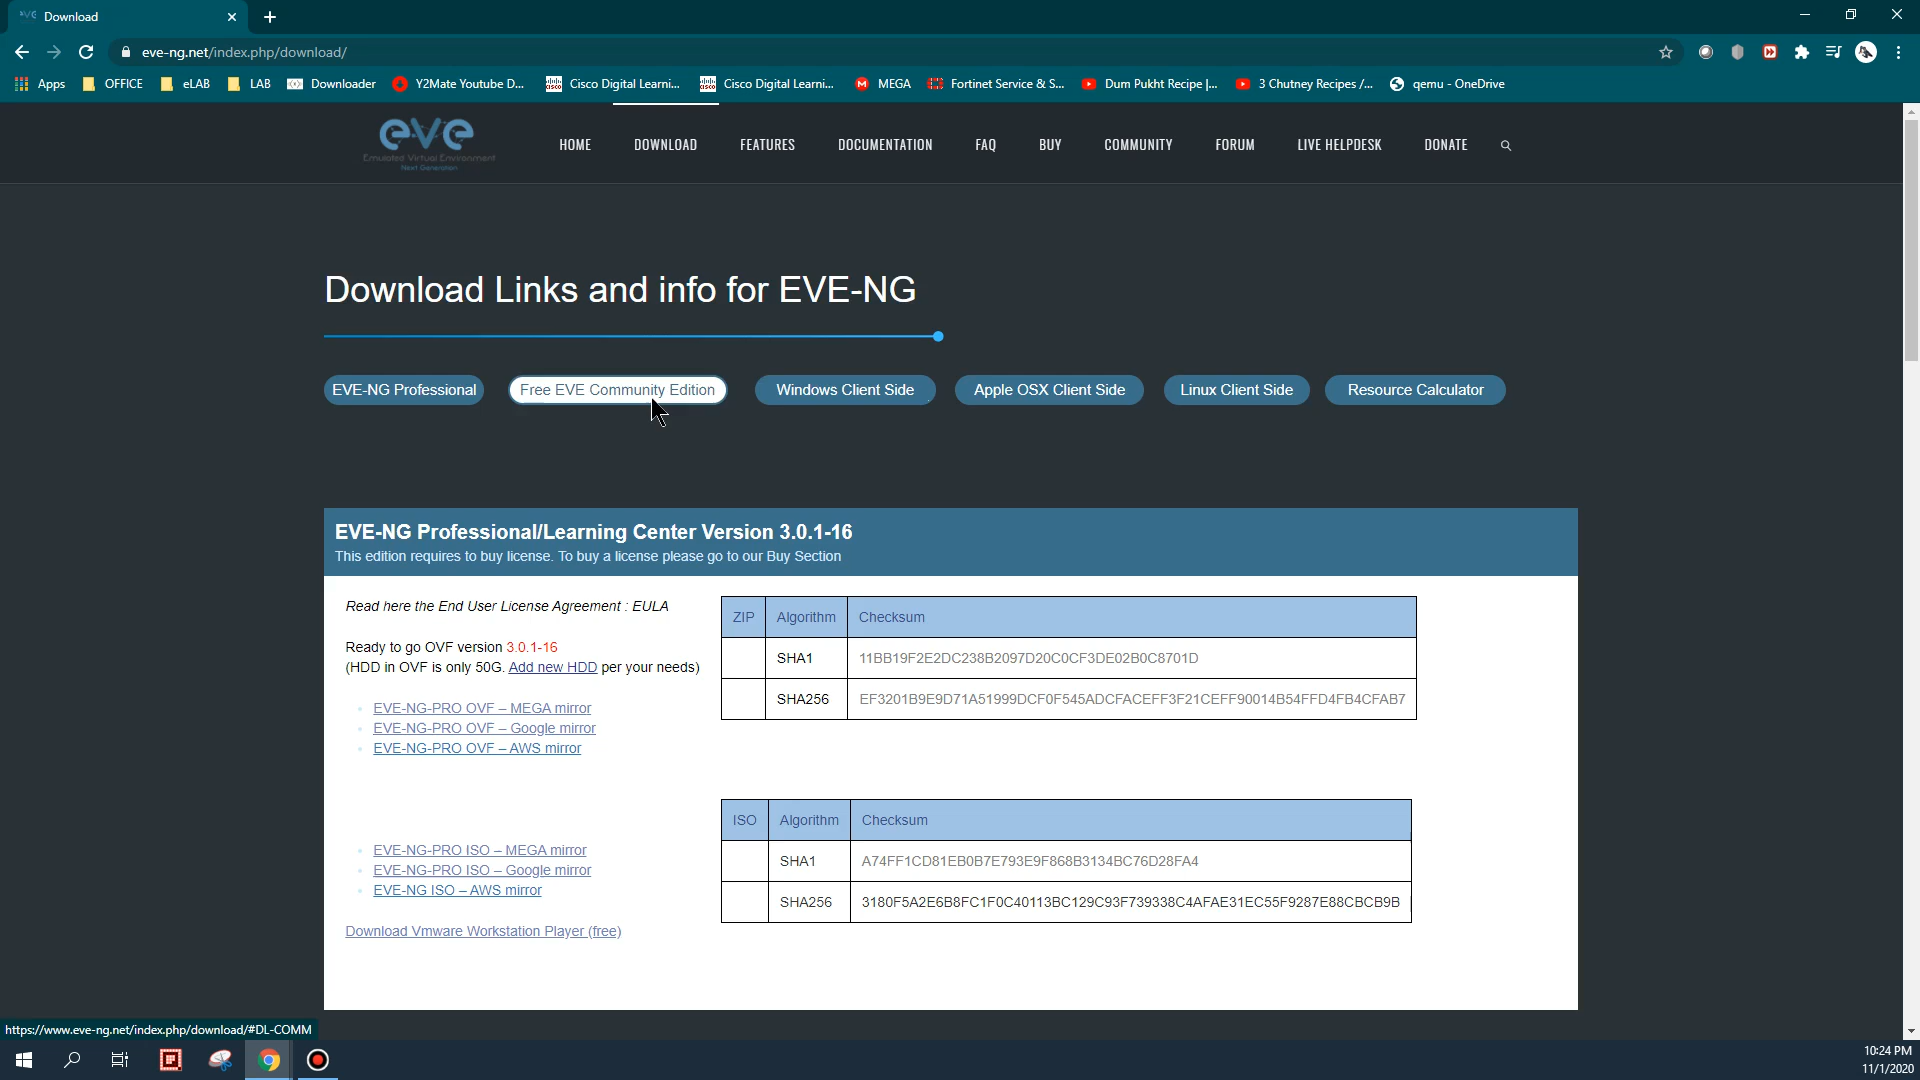 Download
eve-ng.net/index.php/download/
Apps
OFFICE
eLAB
LAB
Downloader
Y2Mate Youtube D...
Cisco Digital Learni...
Cisco Digital Learni...
MEGA
Fortinet Service & S...
Dum Pukht Recipe |...
3 Chutney Recipes /...
qemu - OneDrive
eve
Emulated Virtual Environment
Next Generation
HOME
DOWNLOAD
FEATURES
DOCUMENTATION
FAQ
BUY
COMMUNITY
FORUM
LIVE HELPDESK
DONATE
Download Links and info for EVE-NG
EVE-NG Professional
Free EVE Community Edition
Windows Client Side
Apple OSX Client Side
Linux Client Side
Resource Calculator
EVE-NG Professional/Learning Center Version 3.0.1-16
This edition requires to buy license. To buy a license please go to our Buy Section
Read here the End User License Agreement : EULA
Ready to go OVF version 3.0.1-16
(HDD in OVF is only 50G. Add new HDD per your needs)
EVE-NG-PRO OVF – MEGA mirror
EVE-NG-PRO OVF – Google mirror
EVE-NG-PRO OVF – AWS mirror
ZIP Algorithm Checksum
SHA1 11BB19F2E2DC238B2097D20C0CF3DE02B0C8701D
SHA256 EF3201B9E9D71A51999DCF0F545ADCFACEFF3F21CEFF90014B54FFD4FB4CFAB7
EVE-NG-PRO ISO – MEGA mirror
EVE-NG-PRO ISO – Google mirror
EVE-NG ISO – AWS mirror
Download Vmware Workstation Player (free)
ISO Algorithm Checksum
SHA1 A74FF1CD81EB0B7E793E9F868B3134BC76D28FA4
SHA256 3180F5A2E6B8FC1F0C40113BC129C93F739338C4AFAE31EC55F9287E88CBCB9B
https://www.eve-ng.net/index.php/download/#DL-COMM
10:24 PM
11/1/2020